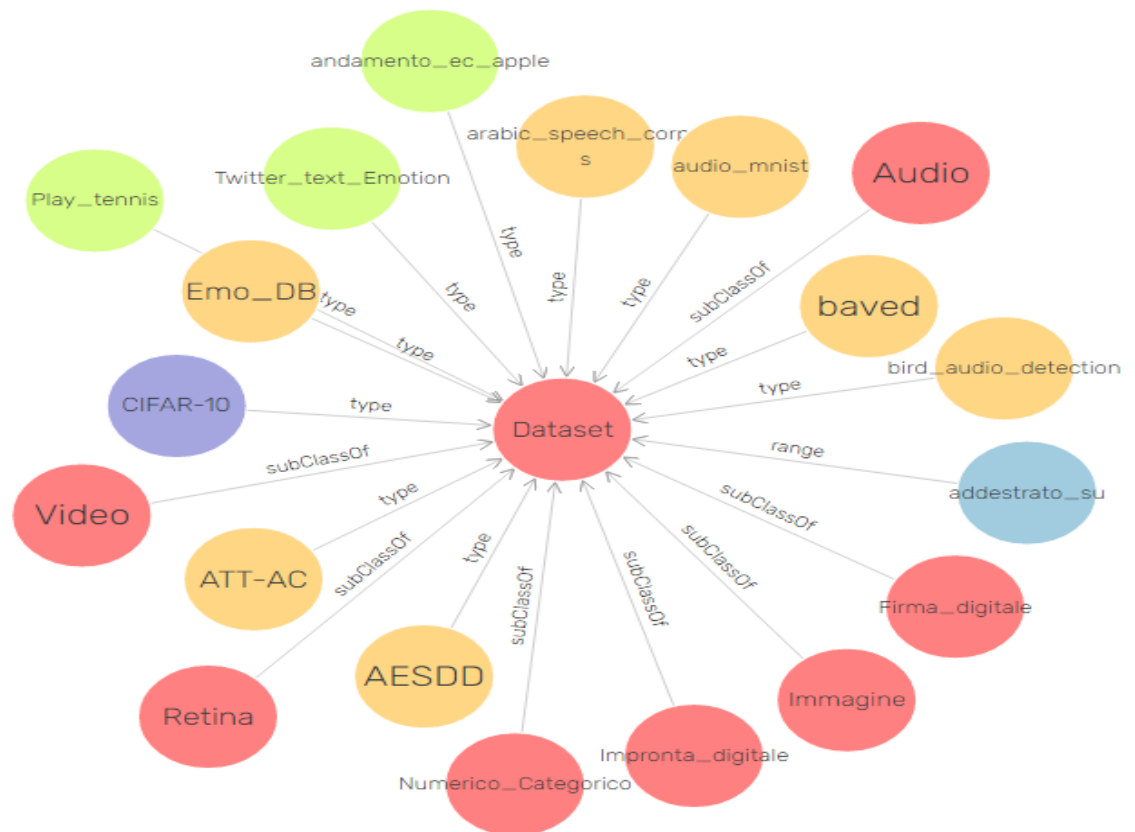 andamento_ec_apple
arabic_speech_corp
s
audio_mnist
Audio
Twitter_text_Emotion
Play_tennis
type
type
type
subClassOf
Emo_DB
type
type
type
baved
type
bird_audio_detection
type
CIFAR-10
type
Dataset
range
addestrato_su
subClassOf
Video
type
subClassOf
subClassOf
ATT-AC
subClassOf
type
subClassOf
subClassOf
Firma_digitale
AESDD
Retina
Immagine
Impronta_digitale
Numerico_Categorico